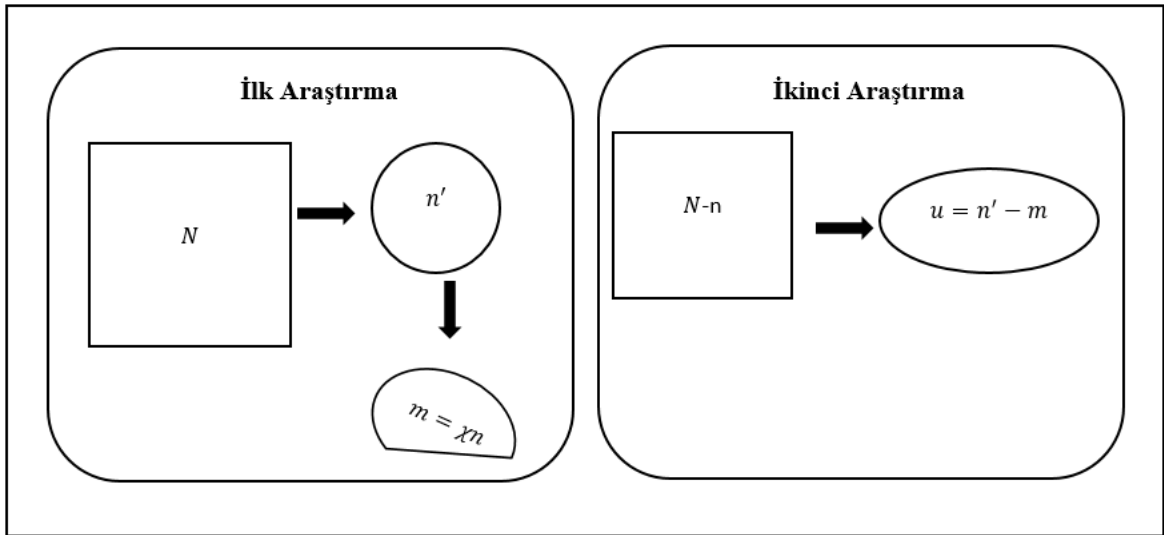 İlk Araştırma
N
n′
m = χn
İkinci Araştırma
N-n
u = n′ − m